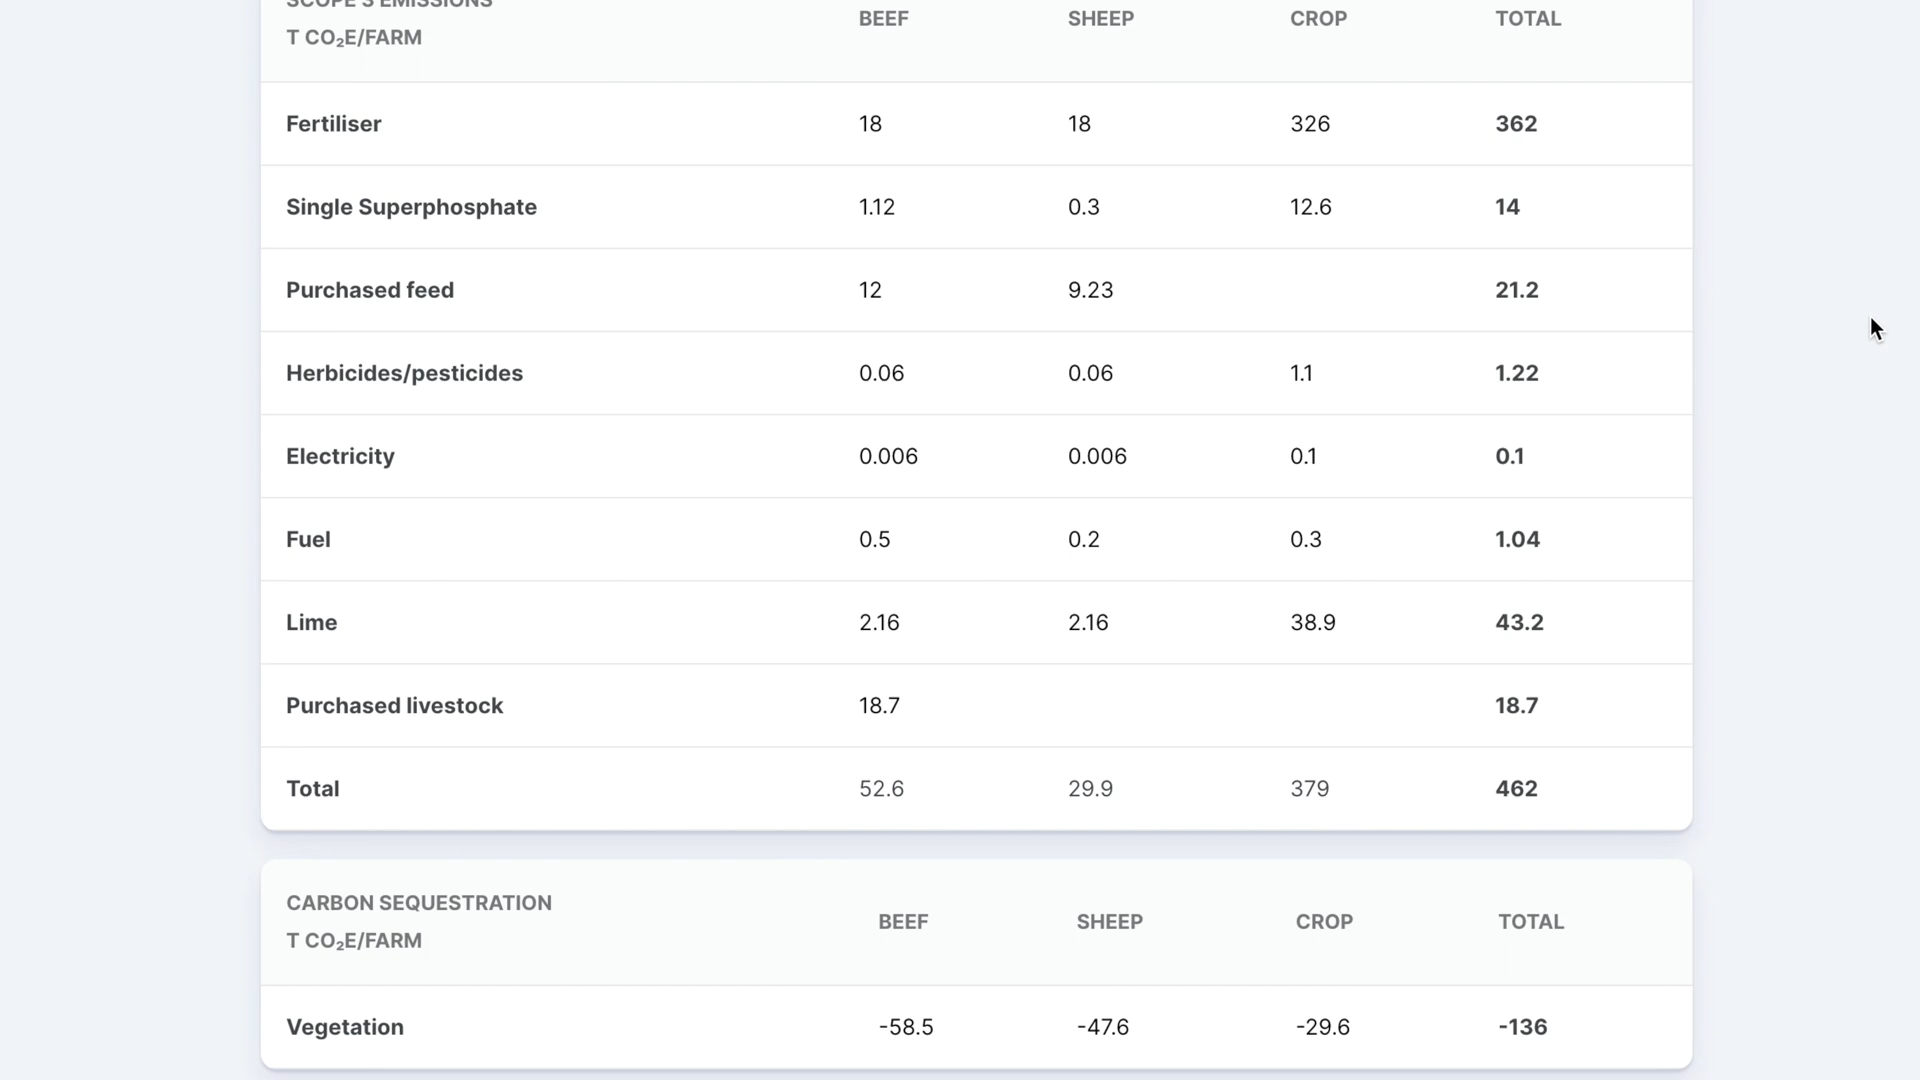 SCOPE 3 EMISSIONS
T CO₂E/FARM
BEEF SHEEP CROP TOTAL
Fertiliser 18 18 326 362
Single Superphosphate 1.12 0.3 12.6 14
Purchased feed 12 9.23 21.2
Herbicides/pesticides 0.06 0.06 1.1 1.22
Electricity 0.006 0.006 0.1 0.1
Fuel 0.5 0.2 0.3 1.04
Lime 2.16 2.16 38.9 43.2
Purchased livestock 18.7 18.7
Total 52.6 29.9 379 462
CARBON SEQUESTRATION
T CO₂E/FARM
BEEF SHEEP CROP TOTAL
Vegetation -58.5 -47.6 -29.6 -136